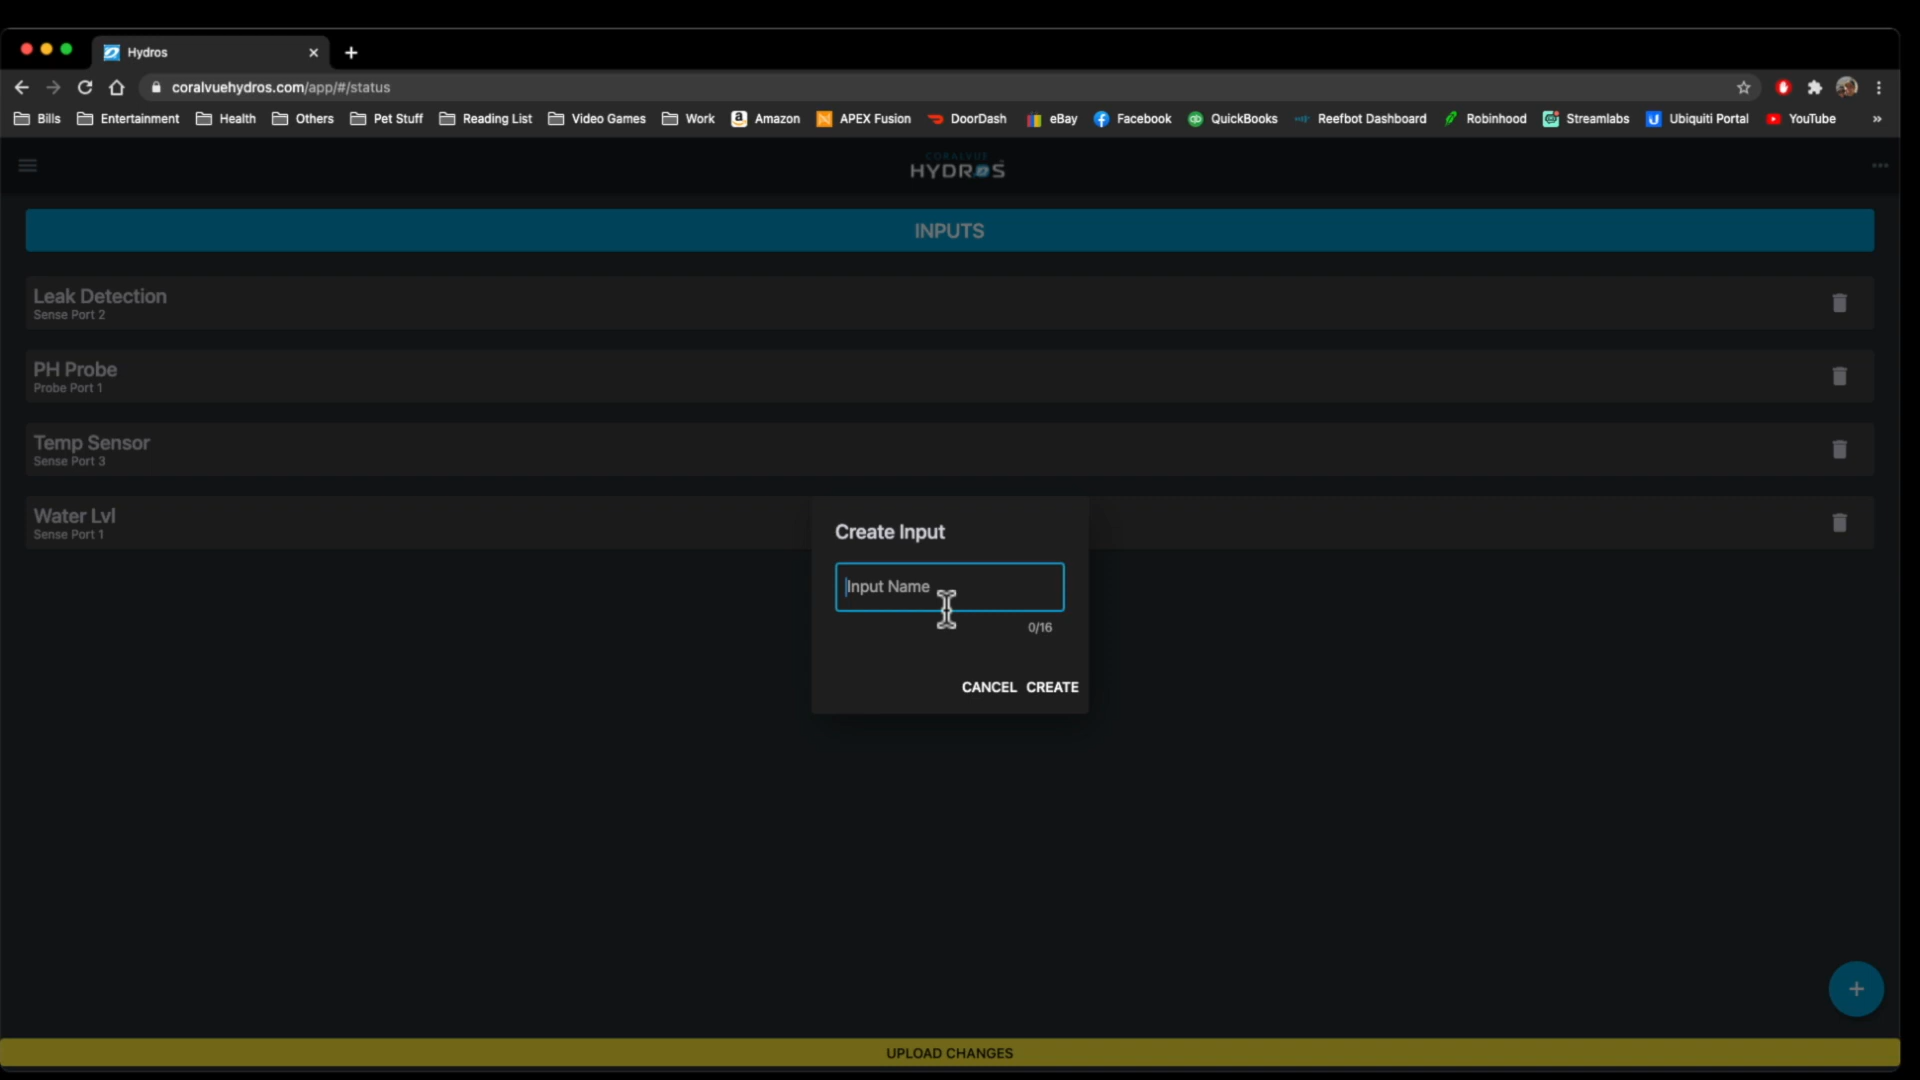 Hydros
coralvuehydros.com/app/#/status
Bills Entertainment Health Others Pet Stuff Reading List Video Games Work Amazon APEX Fusion DoorDash eBay Facebook QuickBooks Reefbot Dashboard Robinhood Streamlabs Ubiquiti Portal YouTube »
CORALVUE
HYDROS
INPUTS
Leak Detection
Sense Port 2
PH Probe
Probe Port 1
Temp Sensor
Sense Port 3
Water Lvl
Sense Port 1
Create Input
Input Name
0/16
CANCEL CREATE
UPLOAD CHANGES